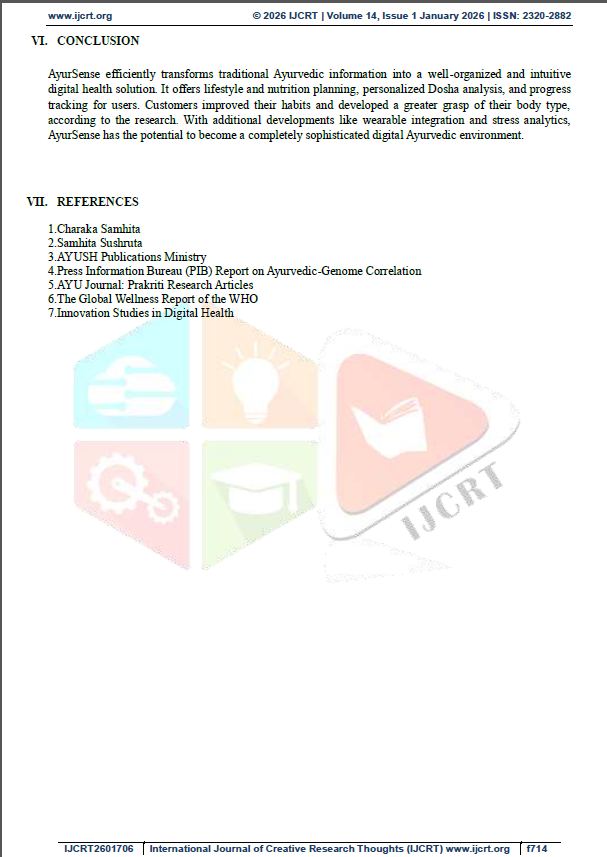 www.ijcrt.org © 2026 IJCRT | Volume 14, Issue 1 January 2026 | ISSN: 2320-2882
VI. CONCLUSION
AyurSense efficiently transforms traditional Ayurvedic information into a well-organized and intuitive
digital health solution. It offers lifestyle and nutrition planning, personalized Dosha analysis, and progress
tracking for users. Customers improved their habits and developed a greater grasp of their body type,
according to the research. With additional developments like wearable integration and stress analytics,
AyurSense has the potential to become a completely sophisticated digital Ayurvedic environment.
VII. REFERENCES
1.Charaka Samhita
2.Samhita Sushruta
3.AYUSH Publications Ministry
4.Press Information Bureau (PIB) Report on Ayurvedic-Genome Correlation
5.AYU Journal: Prakriti Research Articles
6.The Global Wellness Report of the WHO
7.Innovation Studies in Digital Health
IJCRT
IJCRT2601706 International Journal of Creative Research Thoughts (IJCRT) www.ijcrt.org f714